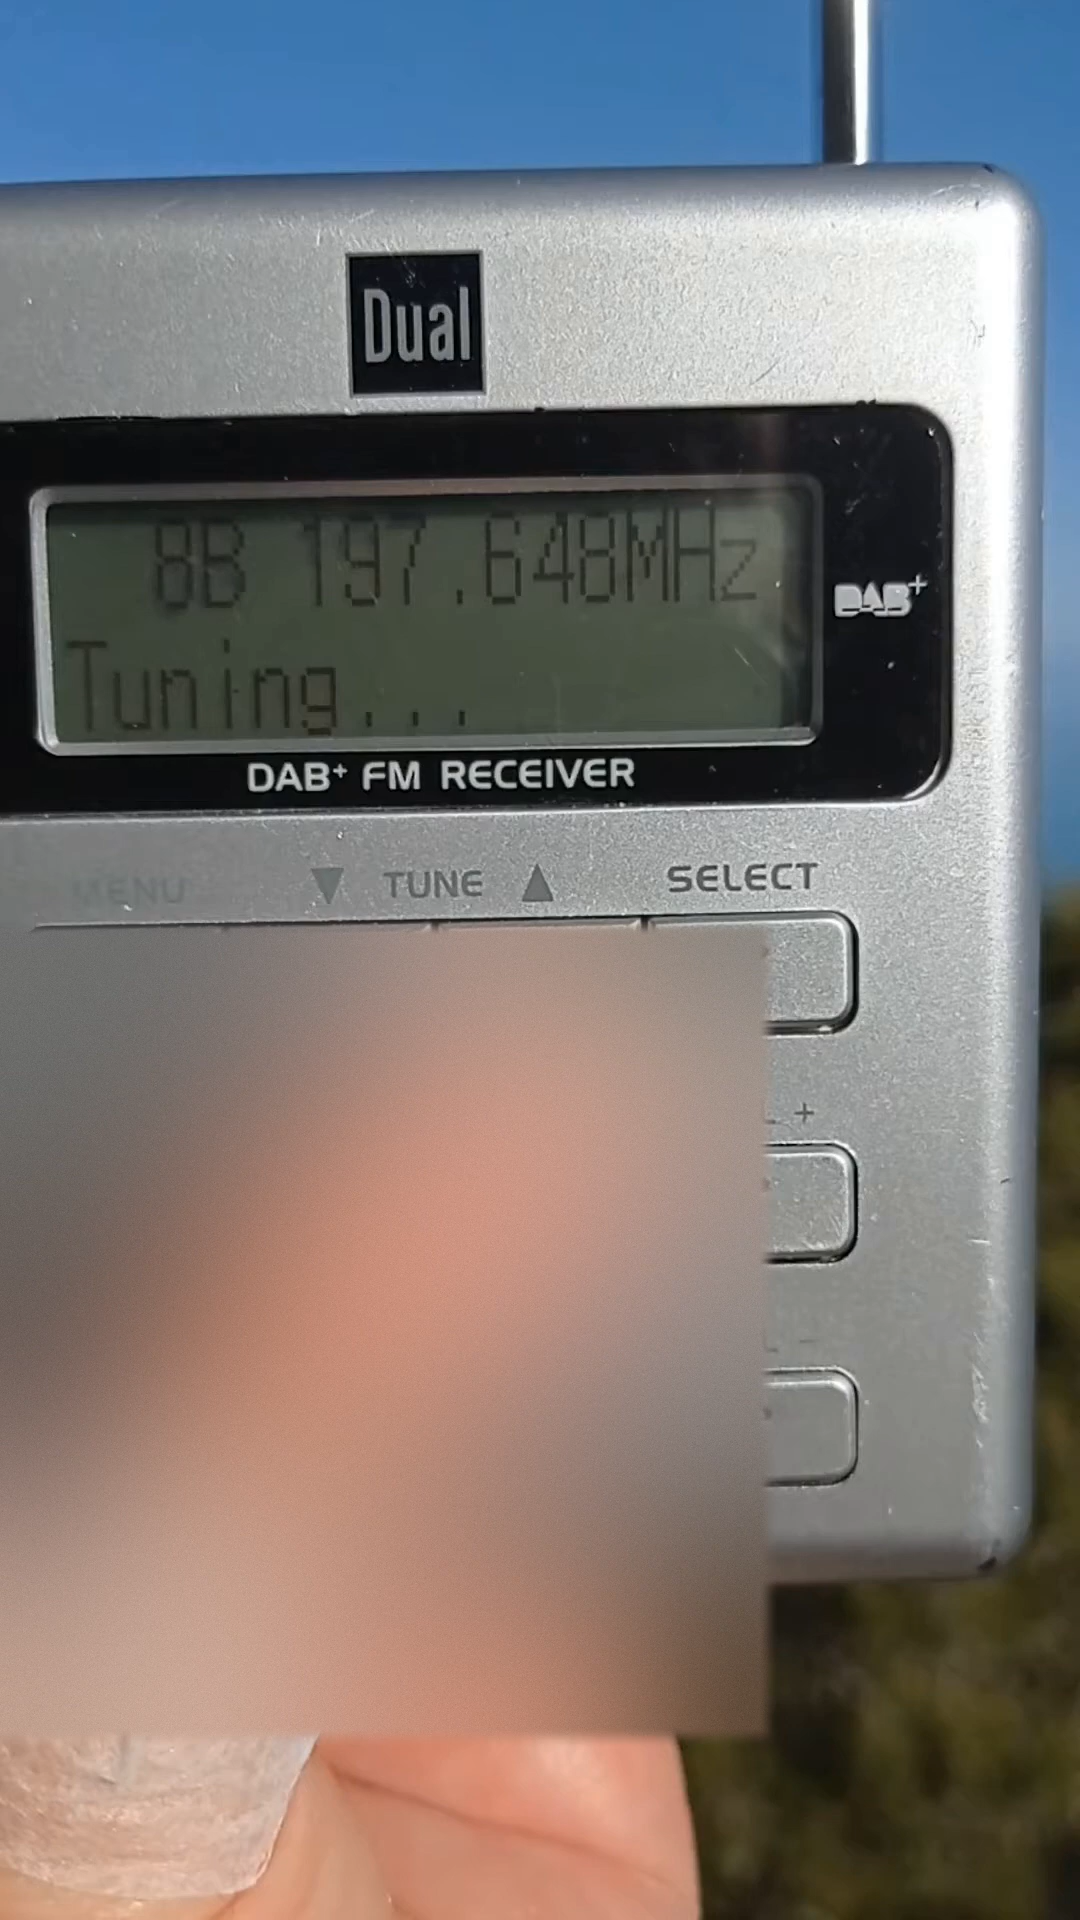 Dual
8B 197.648MHz
Tuning...
DAB+
DAB+ FM RECEIVER
MENU ▼ TUNE ▲ SELECT
+
-